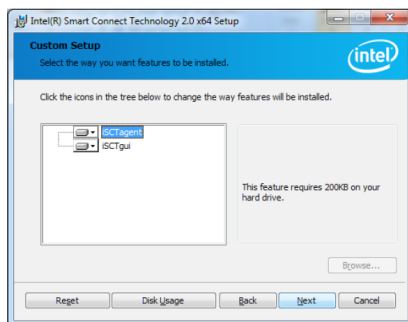 Intel(R) Smart Connect Technology 2.0 x64 Setup
Custom Setup
Select the way you want features to be installed.
intel
Click the icons in the tree below to change the way features will be installed.
iSCTagent
iSCTgui
This feature requires 200KB on your
hard drive.
Browse...
Reset Disk Usage Back Next Cancel